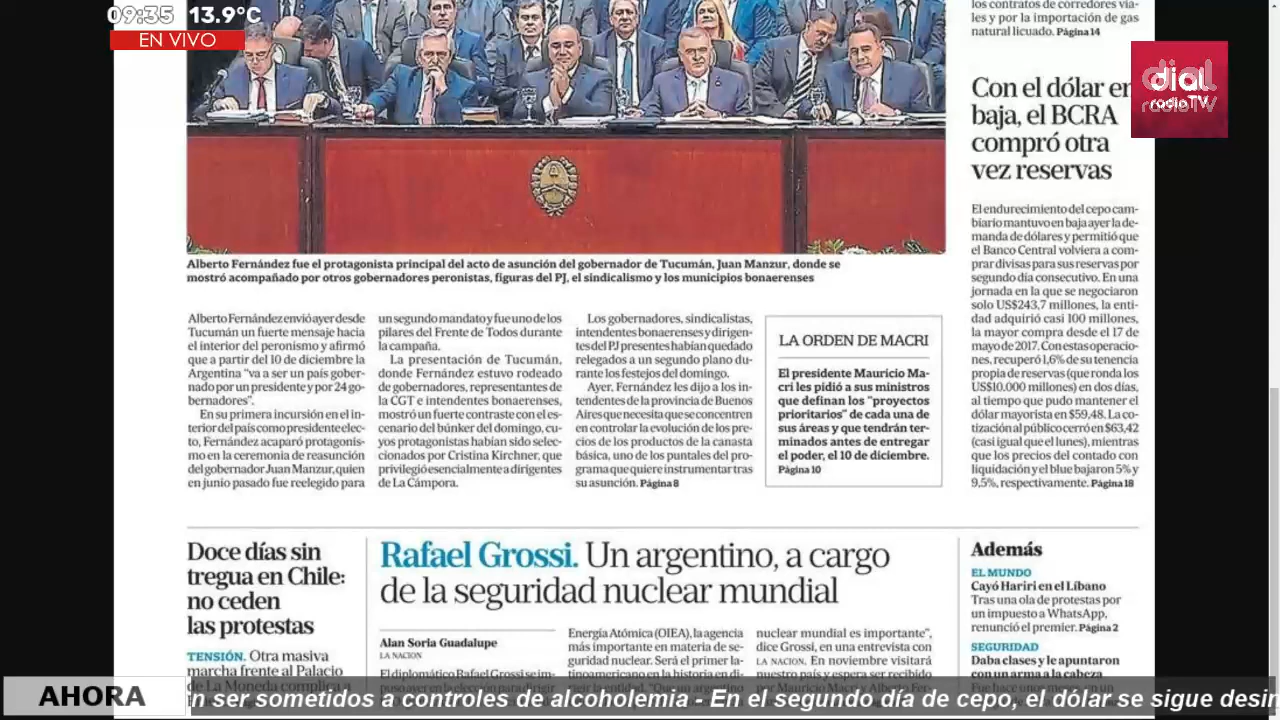 09:35 13.9°C
EN VIVO
dial
radioTV
los contratos de corredores via-
les y por la importación de gas
natural licuado. Página 14
Con el dólar en
baja, el BCRA
compró otra
vez reservas
El endurecimiento del cepo cam-
biario mantuvo en baja ayer la de-
manda de dólares y permitió que
el Banco Central volviera a com-
prar divisas para sus reservas por
segundo día consecutivo. En una
jornada en la que se negociaron
solo US$243,7 millones, la enti-
dad adquirió casi 100 millones,
la mayor compra desde el 17 de
mayo de 2017. Con estas operacio-
nes, recuperó 1,6% de su tenencia
propia de reservas (que ronda los
US$10.000 millones) en dos días,
al tiempo que pudo mantener el
dólar mayorista en $59,48. La co-
tización al público cerró en $63,42
(casi igual que el lunes), mientras
que los precios del contado con
liquidación y el blue bajaron 5% y
9,5%, respectivamente. Página 18
Alberto Fernández fue el protagonista principal del acto de asunción del gobernador de Tucumán, Juan Manzur, donde se
mostró acompañado por otros gobernadores peronistas, figuras del PJ, el sindicalismo y los municipios bonaerenses
Alberto Fernández envió ayer desde
Tucumán un fuerte mensaje hacia
el interior del peronismo y afirmó
que a partir del 10 de diciembre la
Argentina “va a ser un país gober-
nado por un presidente y por 24 go-
bernadores”.
En su primera incursión en el in-
terior del país como presidente elec-
to, Fernández acaparó protagonis-
mo en la ceremonia de reasunción
del gobernador Juan Manzur, quien
en junio pasado fue reelegido para
un segundo mandato y fue uno de los
pilares del Frente de Todos durante
la campaña.
La presentación de Tucumán,
donde Fernández estuvo rodeado
de gobernadores, representantes de
la CGT e intendentes bonaerenses,
mostró un fuerte contraste con el es-
cenario del búnker del domingo, cu-
yos protagonistas habían sido selec-
cionados por Cristina Kirchner, que
privilegió esencialmente a dirigentes
de La Cámpora.
Los gobernadores, sindicalistas,
intendentes bonaerenses y dirigen-
tes del PJ presentes habían quedado
relegados a un segundo plano du-
rante los festejos del domingo.
Ayer, Fernández les dijo a los in-
tendentes de la provincia de Buenos
Aires que necesita que se concentren
en controlar la evolución de los pre-
cios de los productos de la canasta
básica, uno de los puntales del pro-
grama que quiere instrumentar tras
su asunción. Página 8
LA ORDEN DE MACRI
El presidente Mauricio Ma-
cri les pidió a sus ministros
que definan los “proyectos
prioritarios” de cada una de
sus áreas y que tendrán ter-
minados antes de entregar
el poder, el 10 de diciembre.
Página 10
Doce días sin
tregua en Chile:
no ceden
las protestas
TENSIÓN. Otra masiva
marcha frente al Palacio
de La Moneda complica a
Rafael Grossi. Un argentino, a cargo
de la seguridad nuclear mundial
Alan Soria Guadalupe
LA NACION
El diplomático Rafael Grossi se im-
puso ayer en la elección para dirigir
Energía Atómica (OIEA), la agencia
más importante en materia de se-
guridad nuclear. Será el primer la-
tinoamericano en la historia en di-
rigir la entidad. “Que un argentino
nuclear mundial es importante”,
dice Grossi, en una entrevista con
LA NACION. En noviembre visitará
nuestro país y espera ser recibido
por Mauricio Macri y Alberto Fer-
Además
EL MUNDO
Cayó Hariri en el Líbano
Tras una ola de protestas por
un impuesto a WhatsApp,
renunció el premier. Página 2
SEGURIDAD
Daba clases y le apuntaron
con un arma a la cabeza
AHORA
n ser sometidos a controles de alcoholemia - En el segundo día de cepo, el dólar se sigue desin